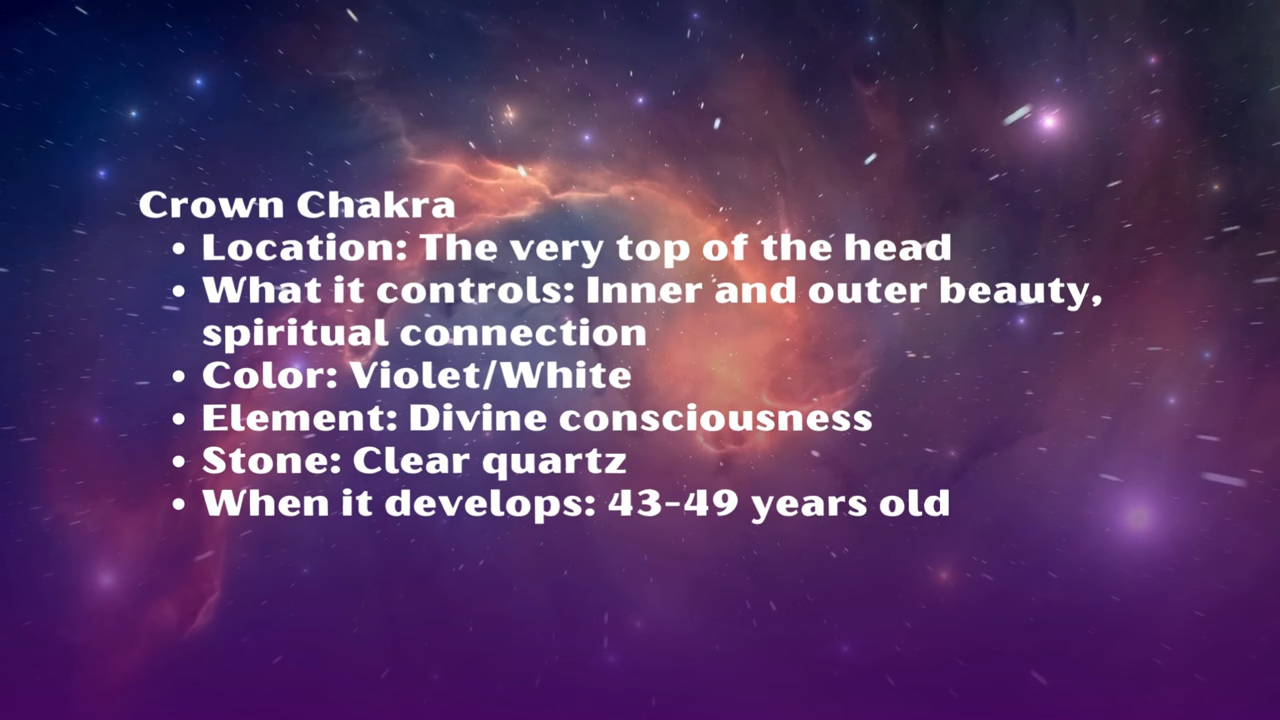 Crown Chakra
• Location: The very top of the head
• What it controls: Inner and outer beauty,
spiritual connection
• Color: Violet/White
• Element: Divine consciousness
• Stone: Clear quartz
• When it develops: 43-49 years old